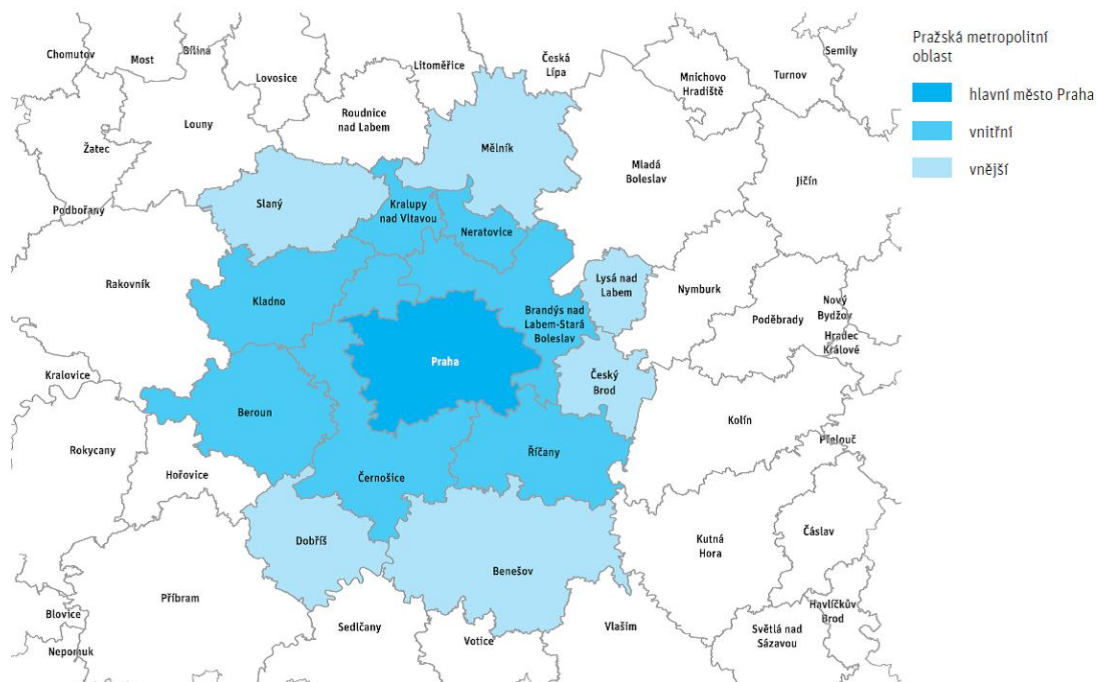 Chomutov
Most
Bílina
Lovosice
Litoměřice
Česká
Lípa
Mnichovo
Hradiště
Turnov
Semily
Pražská metropolitní
oblast
hlavní město Praha
vnitřní
vnější
Louny
Roudnice
nad Labem
Žatec
Mělník
Mladá
Boleslav
Jičín
Podbořany
Slaný
Kralupy
nad Vltavou
Neratovice
Rakovník
Kladno
Lysá nad
Labem
Nymburk
Brandýs nad
Labem-Stará
Boleslav
Poděbrady
Nový
Bydžov
Hradec
Králové
Praha
Kralovice
Beroun
Český
Brod
Kolín
Rokycany
Hořovice
Černošice
Říčany
Přelouč
Dobříš
Benešov
Kutná
Hora
Čáslav
Příbram
Blovice
Nepomuk
Sedlčany
Votice
Vlašim
Světlá nad
Sázavou
Havlíčkův
Brod